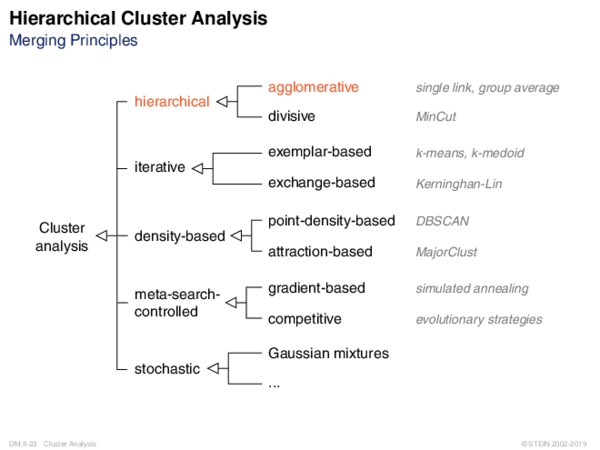 Hierarchical Cluster Analysis
Merging Principles
hierarchical
agglomerative
single link, group average
divisive
MinCut
iterative
exemplar-based
k-means, k-medoid
exchange-based
Kerninghan-Lin
Cluster
analysis
density-based
point-density-based
DBSCAN
attraction-based
MajorClust
meta-search-
controlled
gradient-based
simulated annealing
competitive
evolutionary strategies
stochastic
Gaussian mixtures
...
DM:II-23 Cluster Analysis
© STEIN 2002-2019